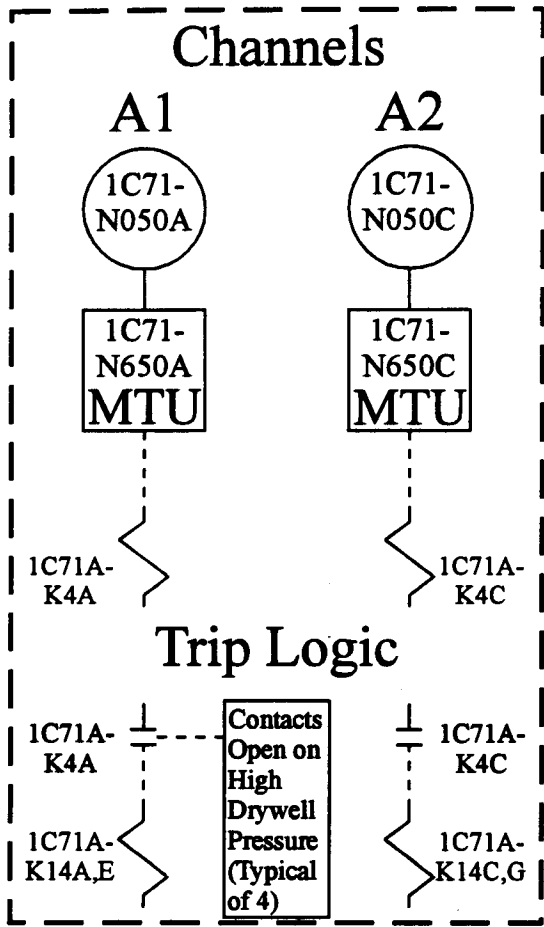 Channels
A1 A2
1C71-
N050A
1C71-
N050C
1C71-
N650A
MTU
1C71-
N650C
MTU
1C71A-
K4A
1C71A-
K4C
Trip Logic
1C71A-
K4A
Contacts
Open on
High
Drywell
Pressure
(Typical
of 4)
1C71A-
K4C
1C71A-
K14A,E
1C71A-
K14C,G